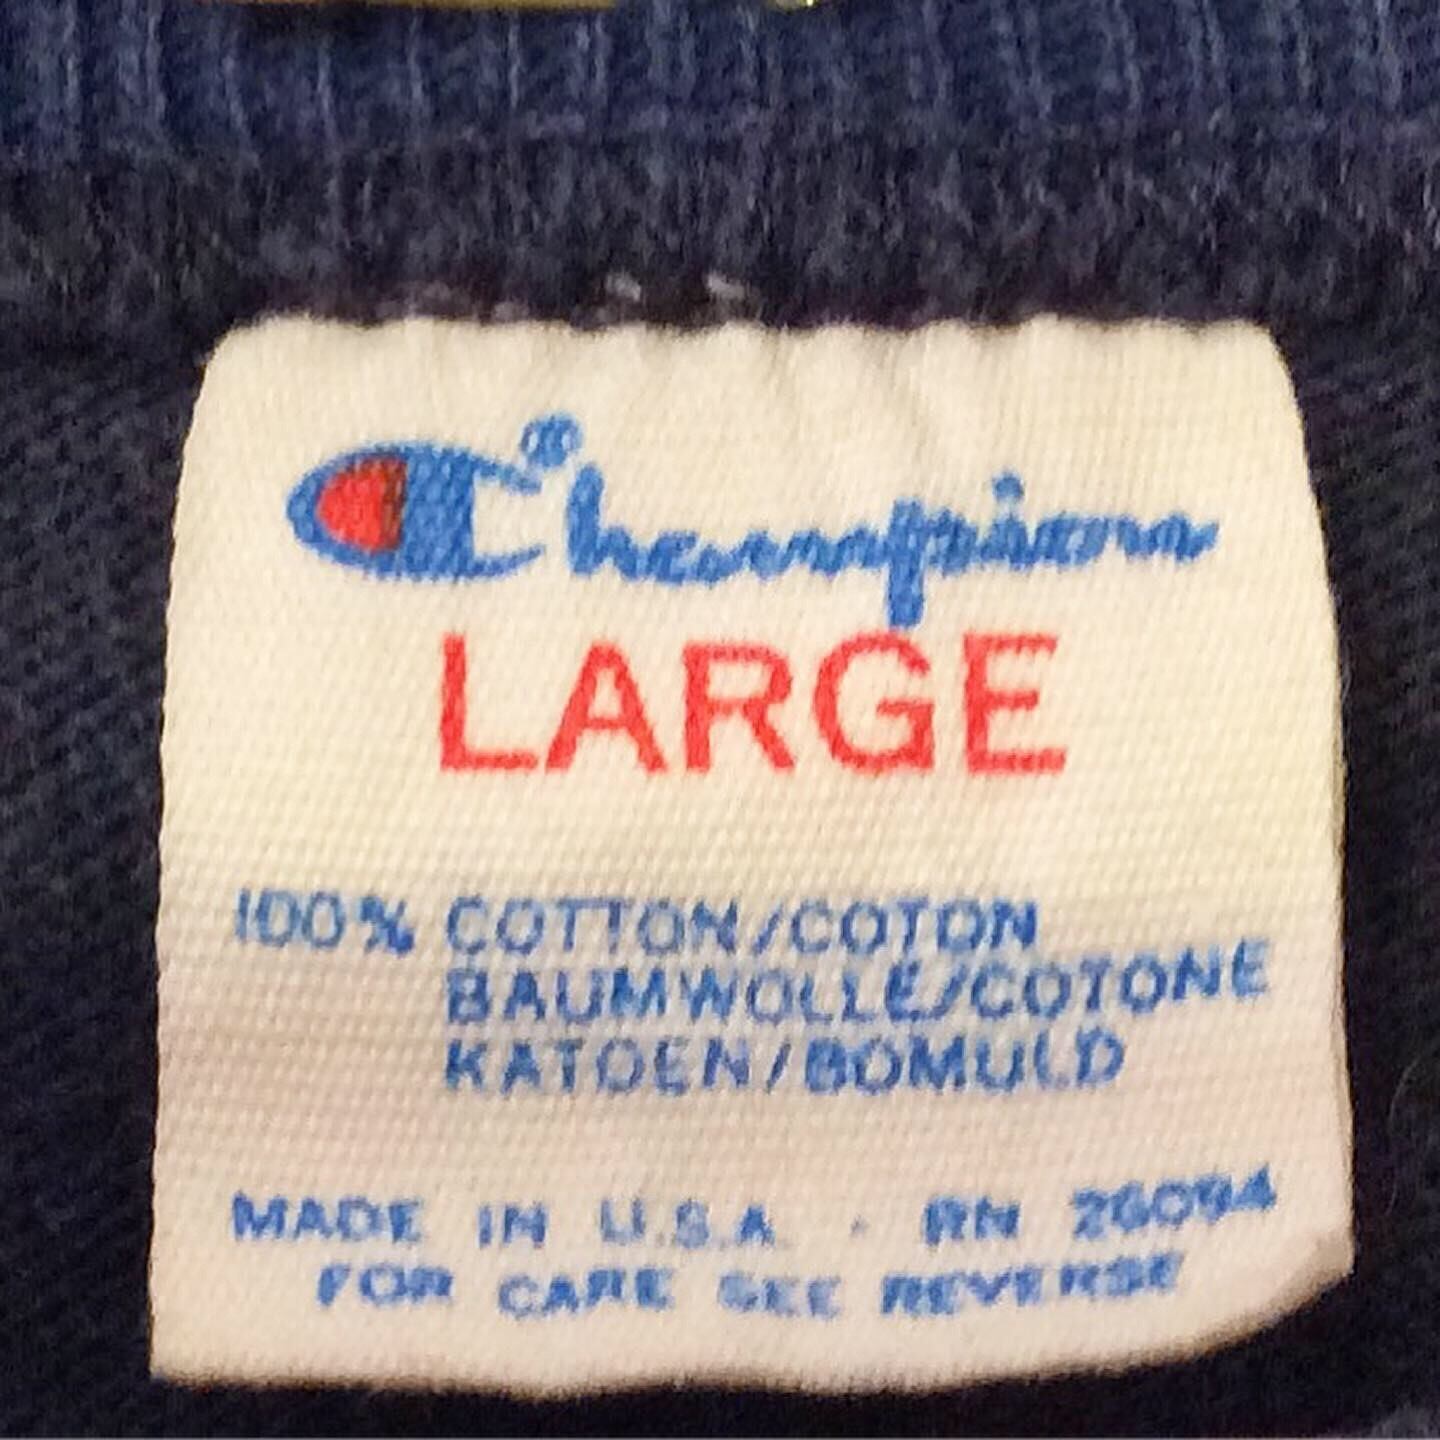 Champion®
LARGE
100% COTTON/COTON
BAUMWOLLE/COTONE
KATOEN/BOMULD
MADE IN U.S.A. · RN 26094
FOR CARE SEE REVERSE